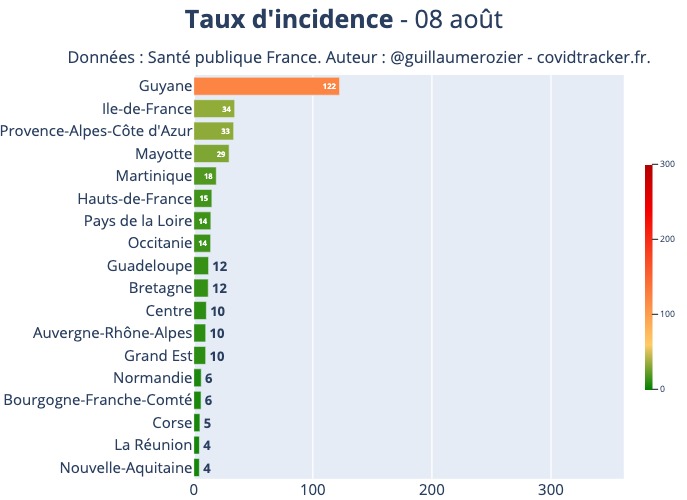 Taux d'incidence - 08 août
Données : Santé publique France. Auteur : @guillaumerozier - covidtracker.fr.
Guyane 122
Ile-de-France 34
Provence-Alpes-Côte d'Azur 33
Mayotte 29
Martinique 18
Hauts-de-France 15
Pays de la Loire 14
Occitanie 14
Guadeloupe 12
Bretagne 12
Centre 10
Auvergne-Rhône-Alpes 10
Grand Est 10
Normandie 6
Bourgogne-Franche-Comté 6
Corse 5
La Réunion 4
Nouvelle-Aquitaine 4
0 100 200 300
300
200
100
0